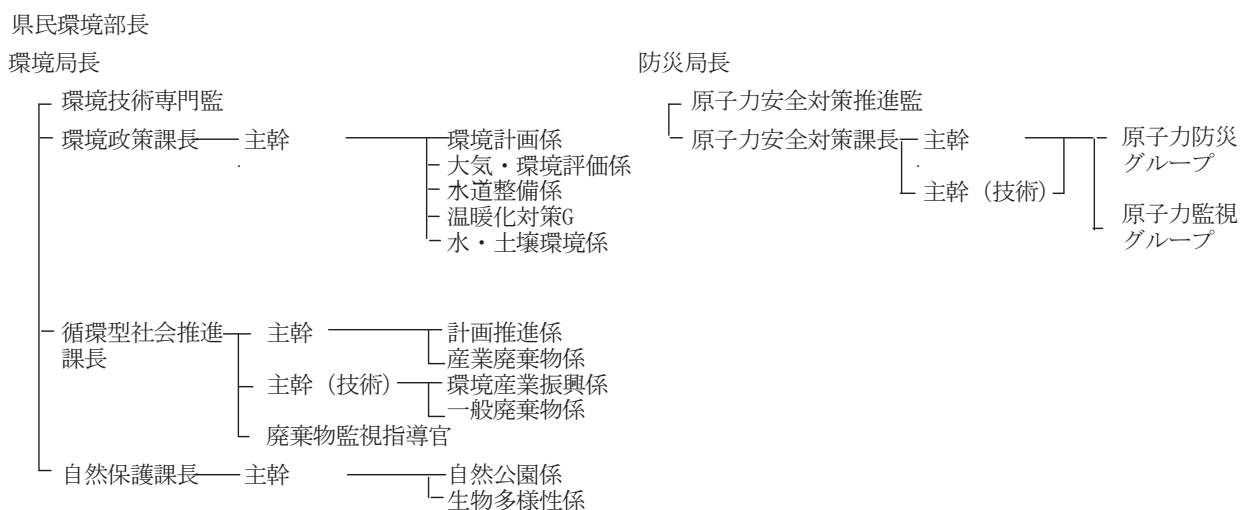 県民環境部長
環境局長
環境技術専門監
環境政策課長 主幹 環境計画係
大気・環境評価係
水道整備係
温暖化対策G
水・土壌環境係
循環型社会推進課長 主幹 計画推進係
産業廃棄物係
主幹（技術） 環境産業振興係
一般廃棄物係
廃棄物監視指導官
自然保護課長 主幹 自然公園係
生物多様性係
防災局長
原子力安全対策推進監
原子力安全対策課長 主幹 原子力防災
グループ
主幹（技術）
原子力監視
グループ